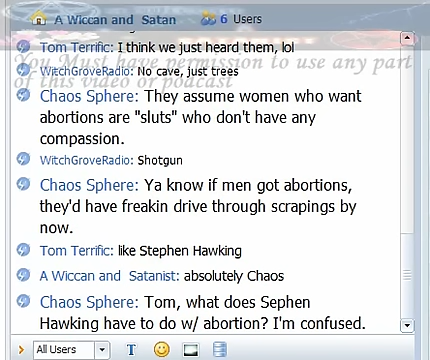 A Wiccan and Satan 6 Users
Tom Terrific: I think we just heard them, lol
You Must have permission to use any part
WitchGroveRadio: No cave, just trees
of this video or podcast
Chaos Sphere: They assume women who want
abortions are "sluts" who don't have any
compassion.
WitchGroveRadio: Shotgun
Chaos Sphere: Ya know if men got abortions,
they'd have freakin drive through scrapings by
now.
Tom Terrific: like Stephen Hawking
A Wiccan and Satanist: absolutely Chaos
Chaos Sphere: Tom, what does Sephen
Hawking have to do w/ abortion? I'm confused.
All Users T